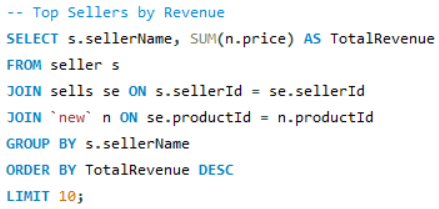 -- Top Sellers by Revenue
SELECT s.sellerName, SUM(n.price) AS TotalRevenue
FROM seller s
JOIN sells se ON s.sellerId = se.sellerId
JOIN `new` n ON se.productId = n.productId
GROUP BY s.sellerName
ORDER BY TotalRevenue DESC
LIMIT 10;